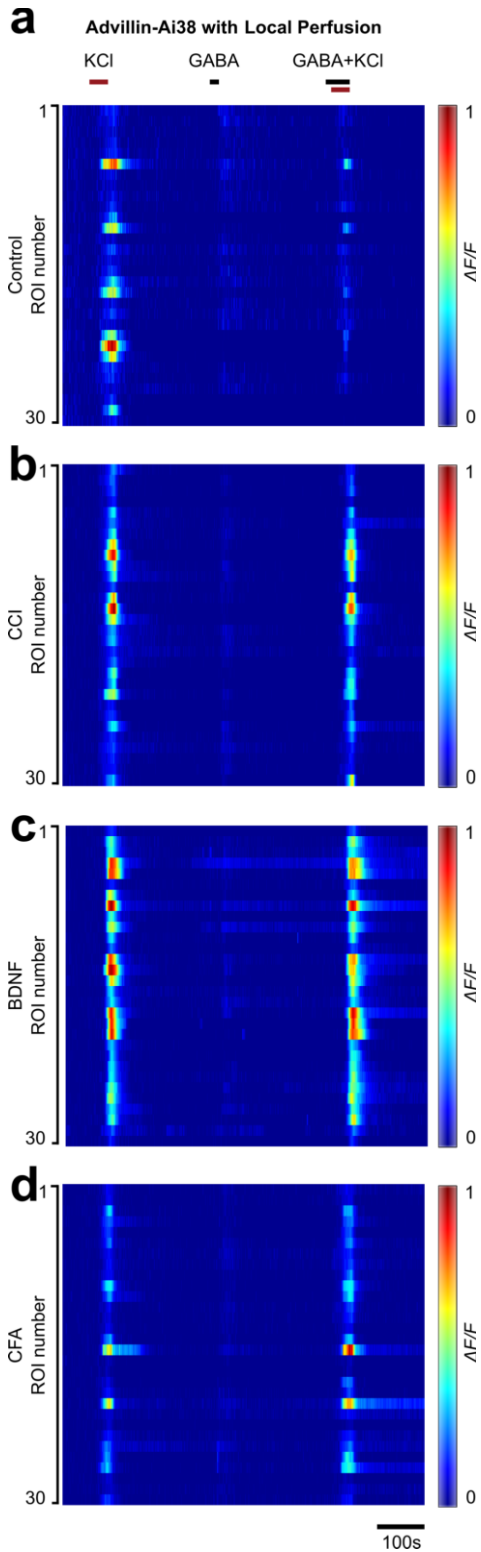 a
Advillin-Ai38 with Local Perfusion
KCl GABA GABA+KCl
1
30
Control
ROI number
1
0
ΔF/F
b
1
30
CCI
ROI number
1
0
ΔF/F
c
1
30
BDNF
ROI number
1
0
ΔF/F
d
1
30
CFA
ROI number
1
0
ΔF/F
100s